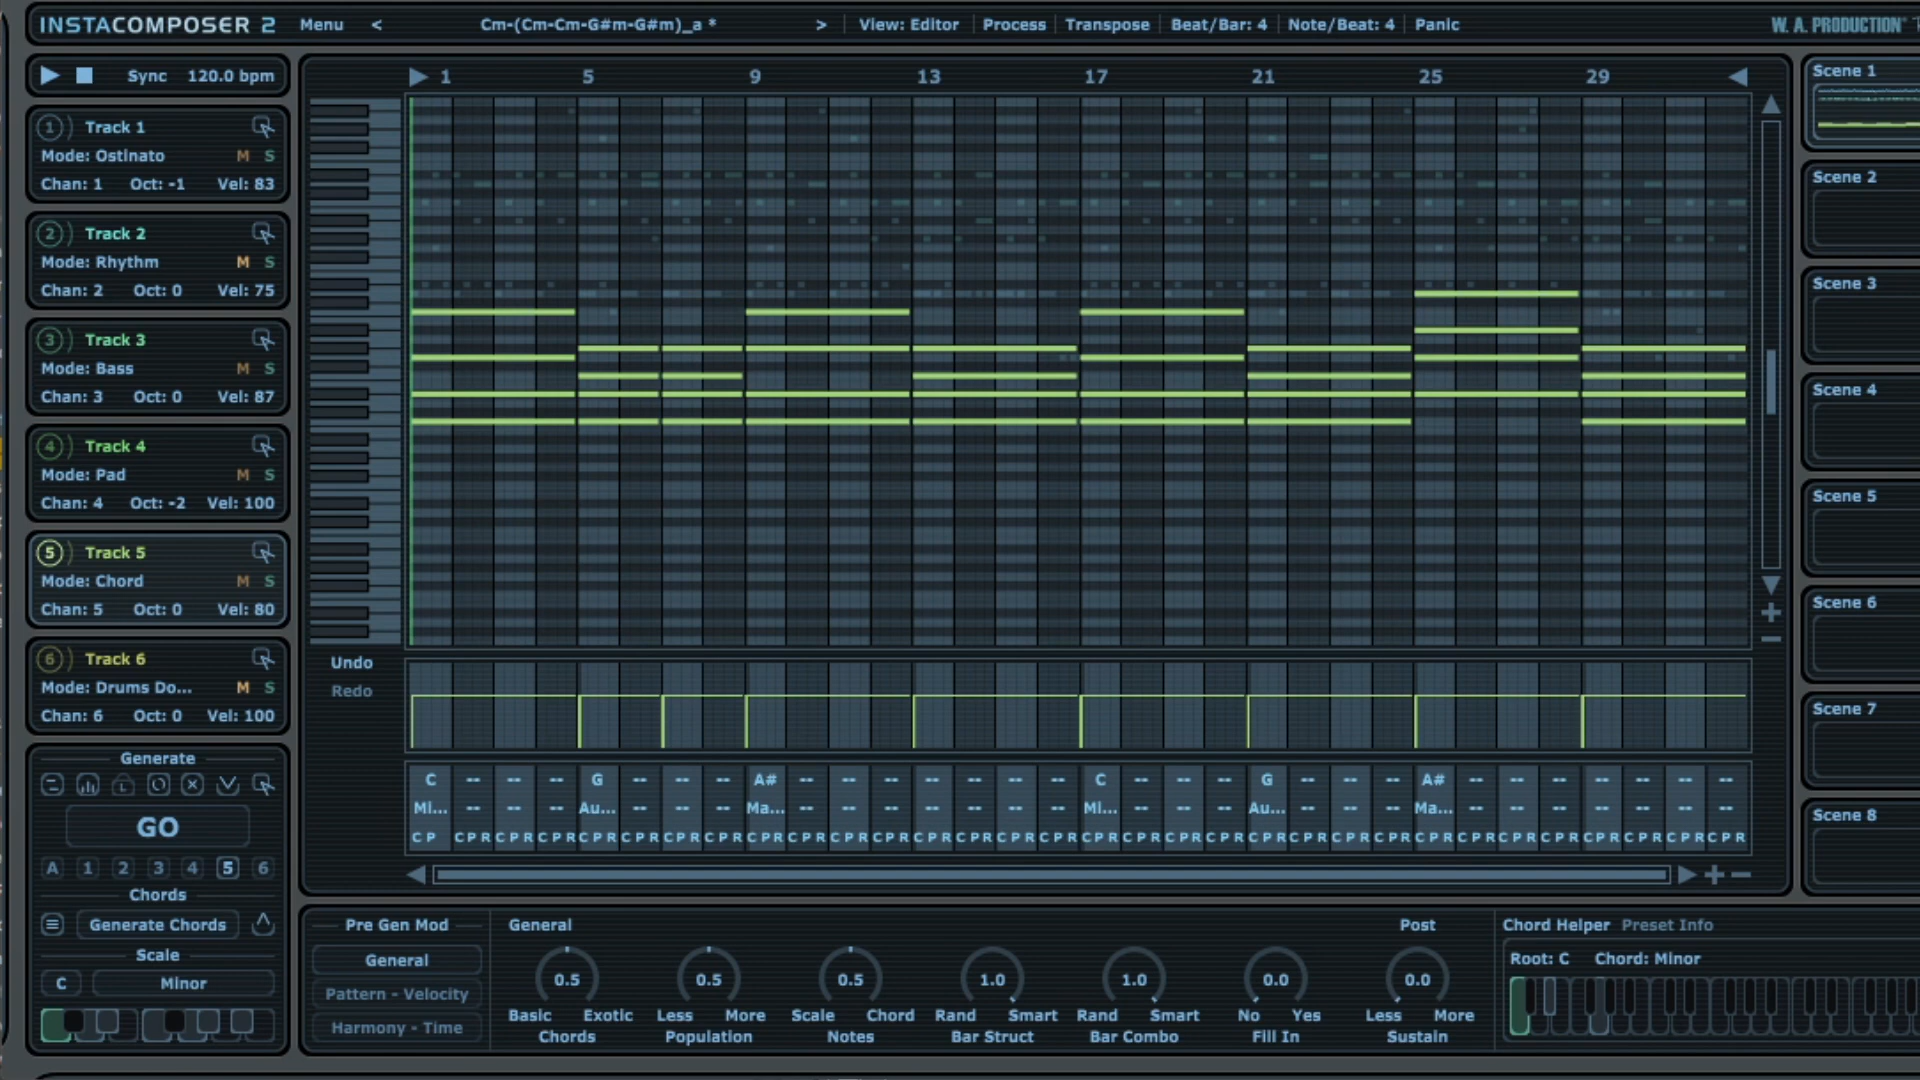 INSTACOMPOSER 2 Menu < Cm-(Cm-Cm-G#m-G#m)_a * > View: Editor Process Transpose Beat/Bar: 4 Note/Beat: 4 Panic W. A. PRODUCTION
Sync 120.0 bpm
1 5 9 13 17 21 25 29
1 Track 1
Mode: Ostinato M S
Chan: 1 Oct: -1 Vel: 83
2 Track 2
Mode: Rhythm M S
Chan: 2 Oct: 0 Vel: 75
3 Track 3
Mode: Bass M S
Chan: 3 Oct: 0 Vel: 87
4 Track 4
Mode: Pad M S
Chan: 4 Oct: -2 Vel: 100
5 Track 5
Mode: Chord M S
Chan: 5 Oct: 0 Vel: 80
6 Track 6
Mode: Drums Do... M S
Chan: 6 Oct: 0 Vel: 100
Generate
GO
A 1 2 3 4 5 6
Chords
Generate Chords
Scale
C Minor
Undo
Redo
C -- -- -- G -- -- -- A# -- -- -- -- -- -- -- C -- -- -- G -- -- -- A# -- -- -- -- -- -- --
Mi... -- -- -- Au... -- -- -- Ma... -- -- -- -- -- -- -- Mi... -- -- -- Au... -- -- -- Ma... -- -- -- -- -- -- --
C P C P R C P R C P R C P R C P R C P R C P R C P R C P R C P R C P R C P R C P R C P R C P R C P R C P R C P R C P R C P R C P R C P R C P R C P R C P R C P R C P R C P R C P R C P R C P R
Pre Gen Mod
General
Pattern - Velocity
Harmony - Time
General Post
0.5 0.5 0.5 1.0 1.0 0.0 0.0
Basic Exotic Less More Scale Chord Rand Smart Rand Smart No Yes Less More
Chords Population Notes Bar Struct Bar Combo Fill In Sustain
Chord Helper Preset Info
Root: C Chord: Minor
Scene 1
Scene 2
Scene 3
Scene 4
Scene 5
Scene 6
Scene 7
Scene 8